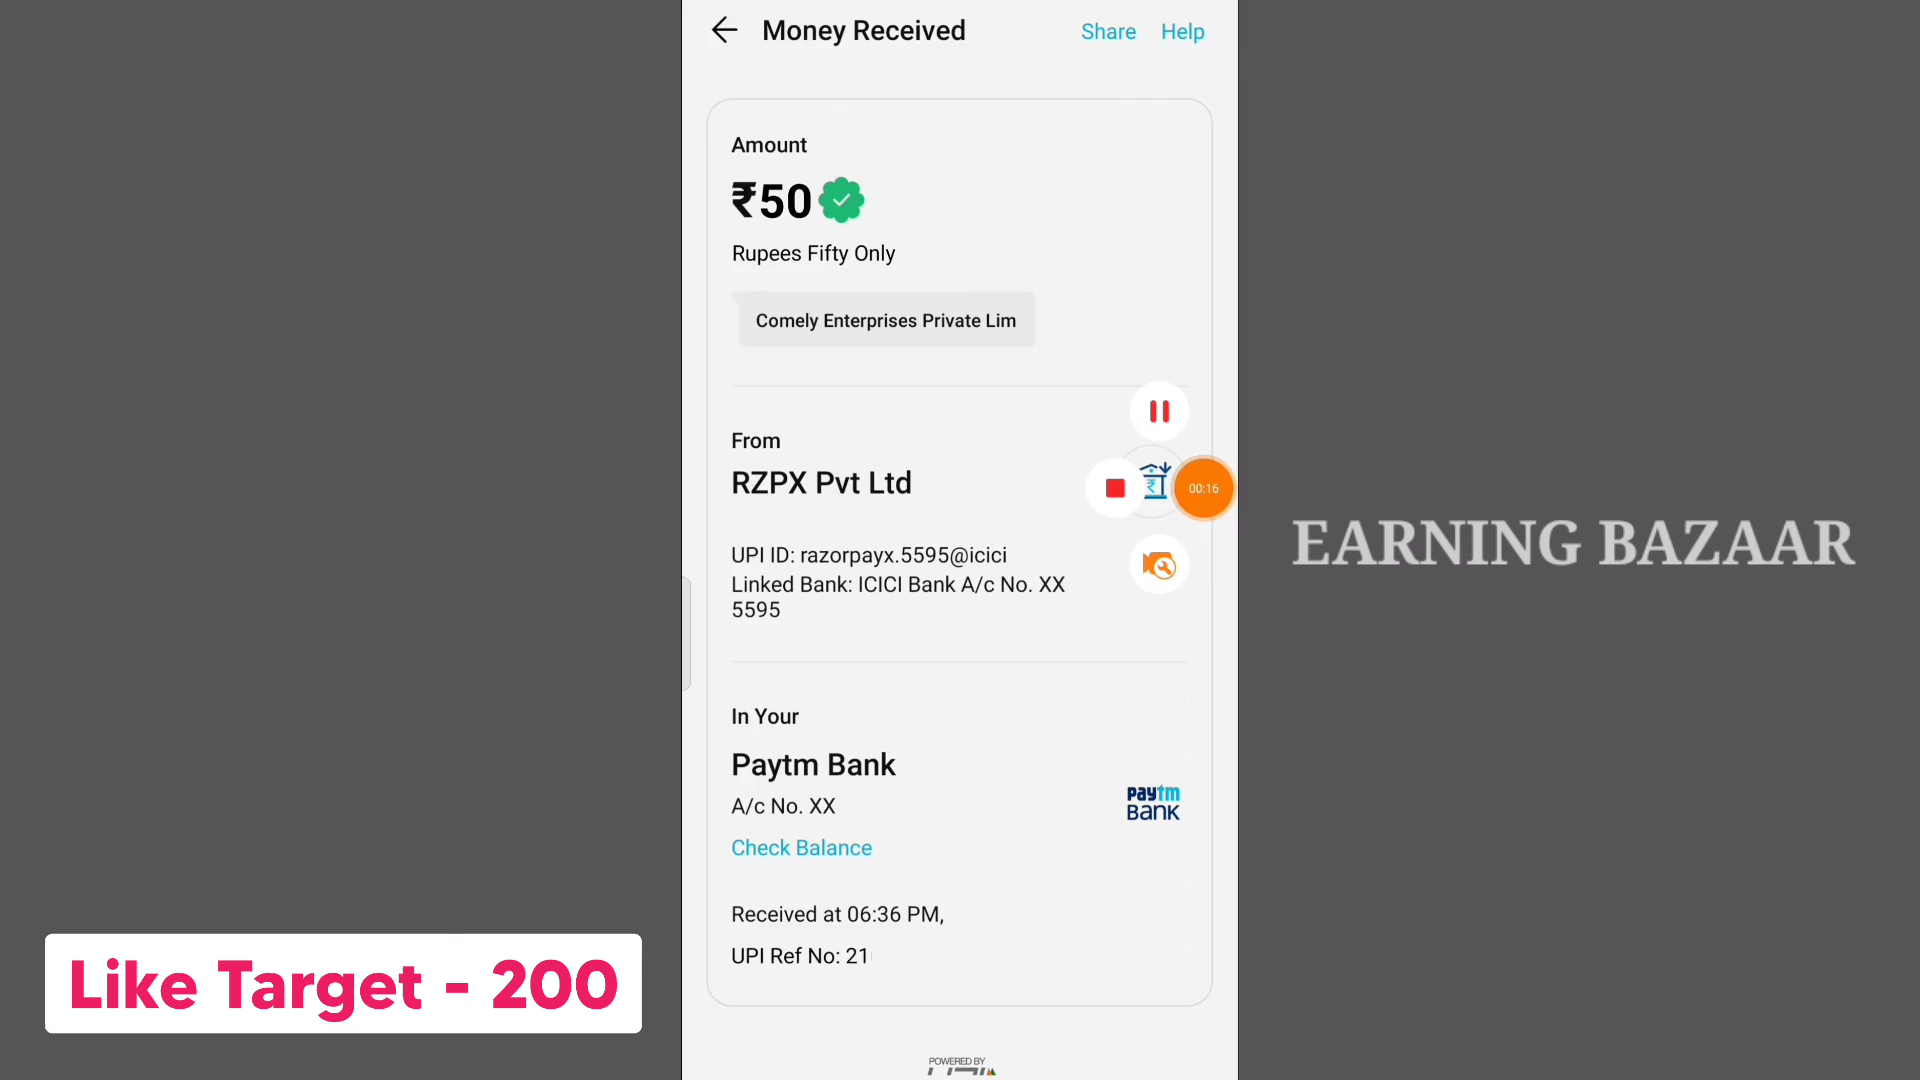 Money Received
Share
Help
Amount
₹50
Rupees Fifty Only
Comely Enterprises Private Lim
From
RZPX Pvt Ltd
00:16
UPI ID: razorpayx.5595@icici
Linked Bank: ICICI Bank A/c No. XX
5595
EARNING BAZAAR
In Your
Paytm Bank
A/c No. XX
paytm
BANK
Check Balance
Received at 06:36 PM,
UPI Ref No: 21
Like Target - 200
POWERED BY